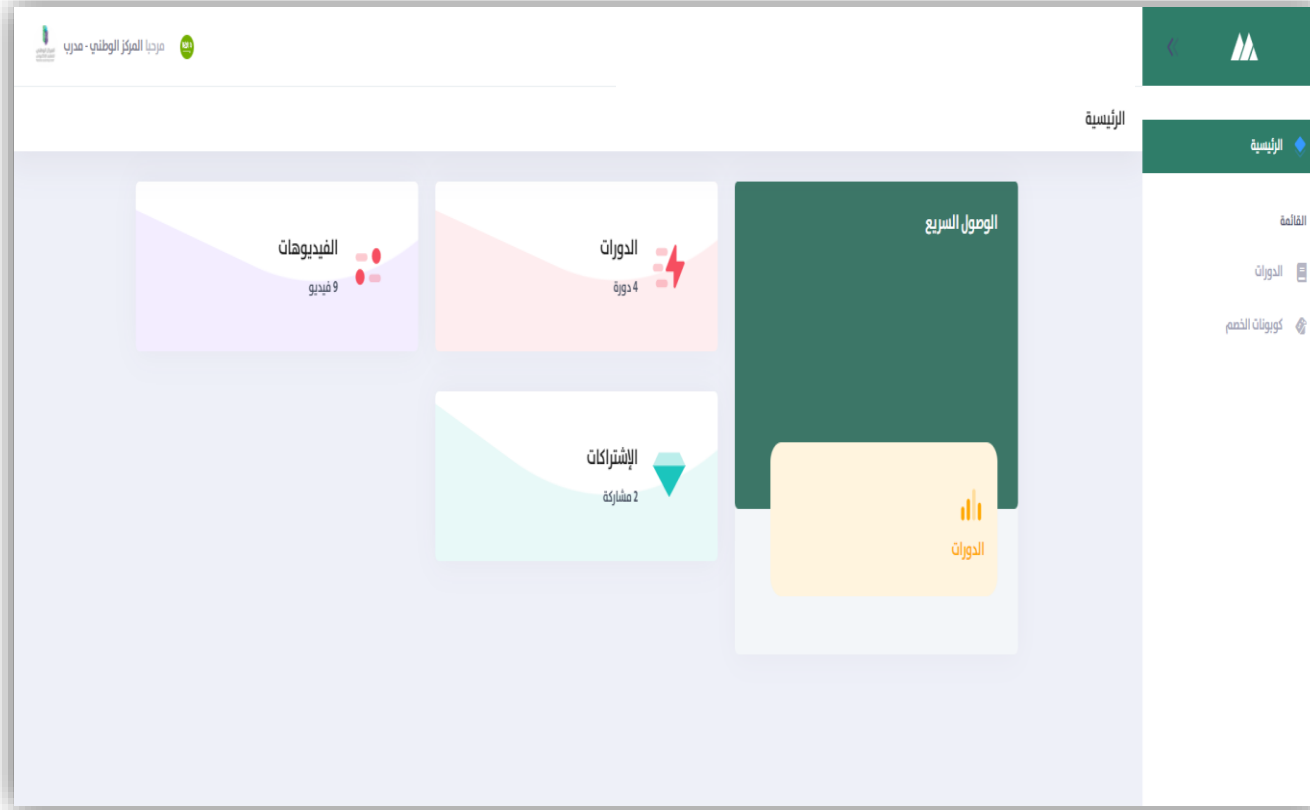 مرحبا المركز الوطني - مدرب
الرئيسية
الرئيسية
القائمة
الدورات
كوبونات الخصم
الوصول السريع
الدورات
الدورات
4 دورة
الفيديوهات
9 فيديو
الإشتراكات
2 مشاركة